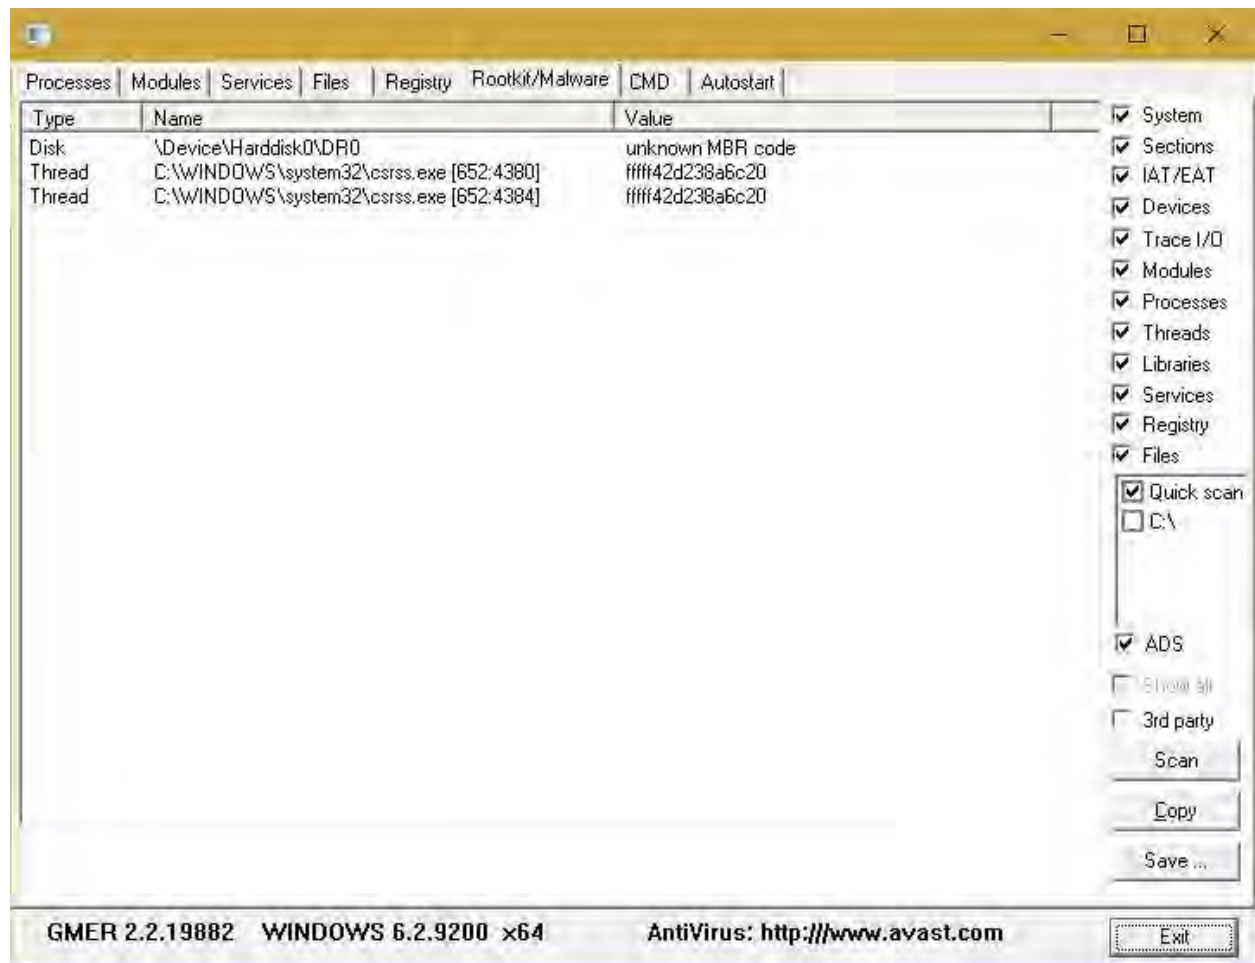 Processes Modules Services Files Registry Rootkit/Malware CMD Autostart
Type Name Value
Disk \Device\Harddisk0\DR0 unknown MBR code
Thread C:\WINDOWS\system32\csrss.exe [652:4380] fffff42d238a6c20
Thread C:\WINDOWS\system32\csrss.exe [652:4384] fffff42d238a6c20
System
Sections
IAT/EAT
Devices
Trace I/O
Modules
Processes
Threads
Libraries
Services
Registry
Files
Quick scan
C:\
ADS
Show all
3rd party
Scan
Copy
Save ...
GMER 2.2.19882 WINDOWS 6.2.9200 x64 AntiVirus: http:///www.avast.com Exit